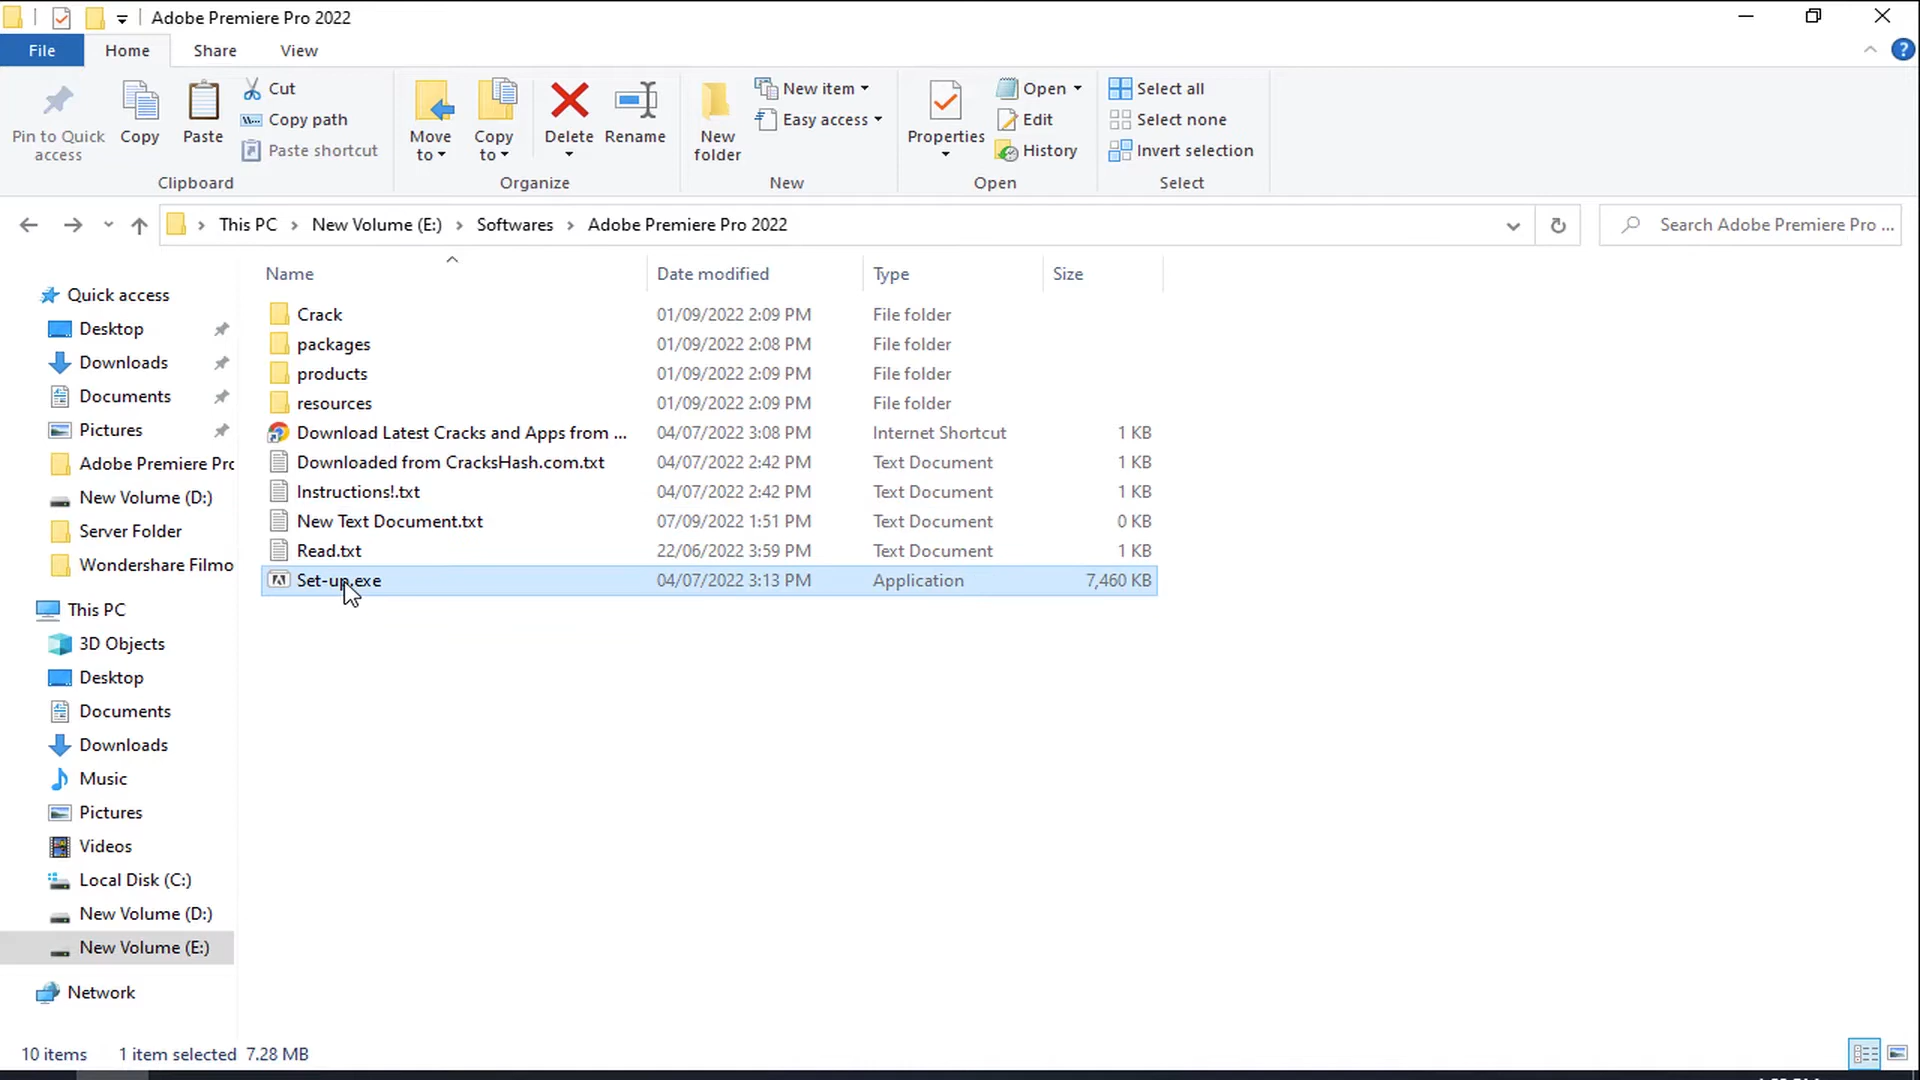 Adobe Premiere Pro 2022
File Home Share View
Pin to Quick access
Copy
Paste
Cut
Copy path
Paste shortcut
Clipboard
Move to
Copy to
Delete
Rename
Organize
New folder
New item
Easy access
New
Properties
Open
Edit
History
Open
Select all
Select none
Invert selection
Select
This PC New Volume (E:) Softwares Adobe Premiere Pro 2022
Search Adobe Premiere Pro ...
Name Date modified Type Size
Crack 01/09/2022 2:09 PM File folder
packages 01/09/2022 2:08 PM File folder
products 01/09/2022 2:09 PM File folder
resources 01/09/2022 2:09 PM File folder
Download Latest Cracks and Apps from ... 04/07/2022 3:08 PM Internet Shortcut 1 KB
Downloaded from CracksHash.com.txt 04/07/2022 2:42 PM Text Document 1 KB
Instructions!.txt 04/07/2022 2:42 PM Text Document 1 KB
New Text Document.txt 07/09/2022 1:51 PM Text Document 0 KB
Read.txt 22/06/2022 3:59 PM Text Document 1 KB
Set-up.exe 04/07/2022 3:13 PM Application 7,460 KB
Quick access
Desktop
Downloads
Documents
Pictures
Adobe Premiere Pro
New Volume (D:)
Server Folder
Wondershare Filmo
This PC
3D Objects
Desktop
Documents
Downloads
Music
Pictures
Videos
Local Disk (C:)
New Volume (D:)
New Volume (E:)
Network
10 items 1 item selected 7.28 MB